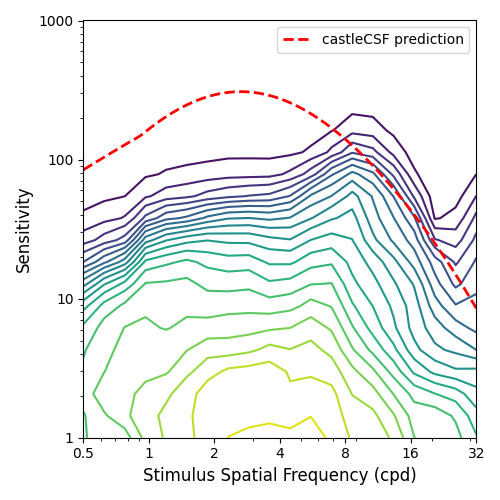 1000
castleCSF prediction
100
Sensitivity
10
1
0.5 1 2 4 8 16 32
Stimulus Spatial Frequency (cpd)